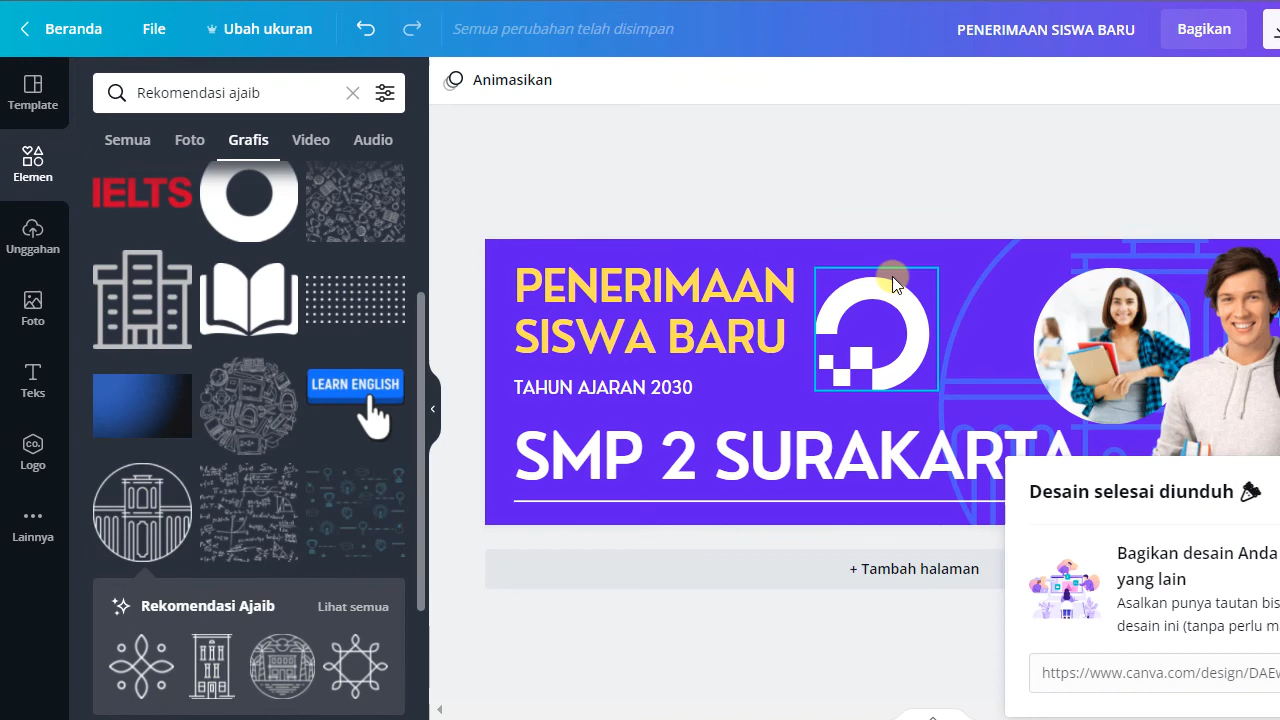 Beranda
File
Ubah ukuran
Semua perubahan telah disimpan
PENERIMAAN SISWA BARU
Bagikan
Template
Elemen
Unggahan
Foto
Teks
CO.
Logo
Lainnya
Rekomendasi ajaib
Semua
Foto
Grafis
Video
Audio
IELTS
LEARN ENGLISH
Rekomendasi Ajaib
Lihat semua
Animasikan
PENERIMAAN
SISWA BARU
TAHUN AJARAN 2030
SMP 2 SURAKARTA
+ Tambah halaman
Desain selesai diunduh
Bagikan desain Anda
yang lain
Asalkan punya tautan bis
desain ini (tanpa perlu m
https://www.canva.com/design/DAEw